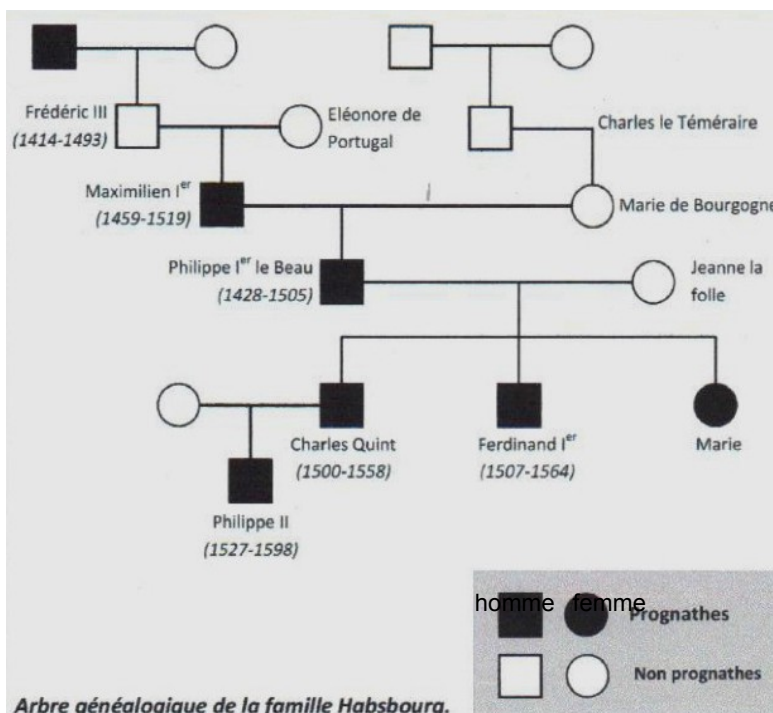 Frédéric III
(1414-1493)
Eléonore de
Portugal
Charles le Téméraire
Maximilien Ier
(1459-1519)
Marie de Bourgogne
Philippe Ier le Beau
(1428-1505)
Jeanne la
folle
Charles Quint
(1500-1558)
Ferdinand Ier
(1507-1564)
Marie
Philippe II
(1527-1598)
homme femme
Prognathes
Non prognathes
Arbre généalogique de la famille Habsbourg.